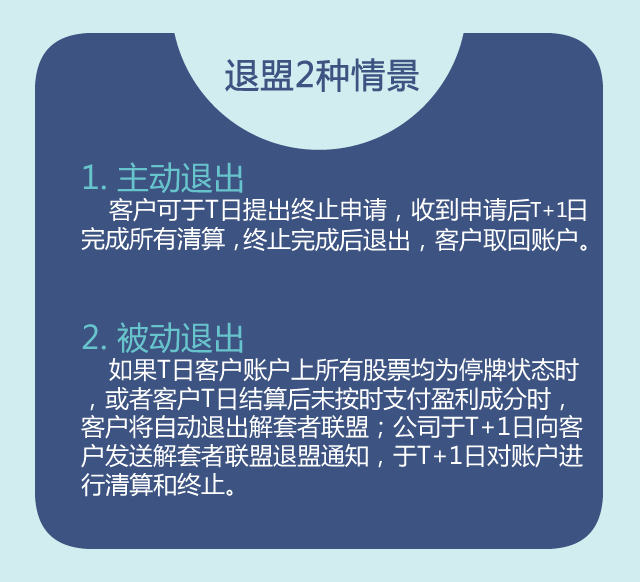 退盟2种情景
1. 主动退出
客户可于T日提出终止申请，收到申请后T+1日
完成所有清算，终止完成后退出，客户取回账户。
2. 被动退出
如果T日客户账户上所有股票均为停牌状态时
，或者客户T日结算后未按时支付盈利成分时，
客户将自动退出解套者联盟；公司于T+1日向客
户发送解套者联盟退盟通知，于T+1日对账户进
行清算和终止。